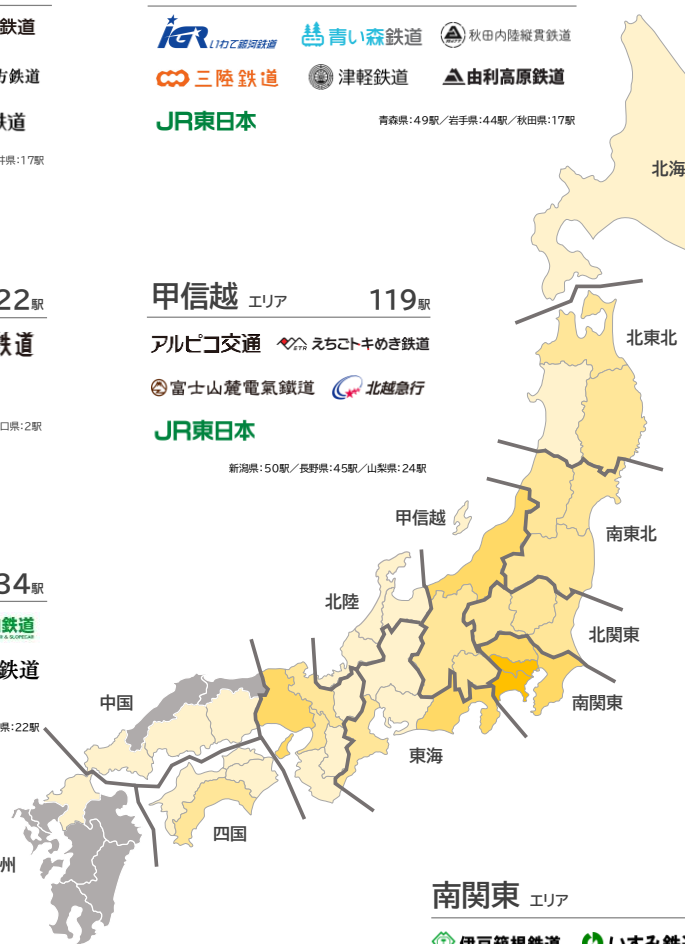 鉄道
方鉄道
鉄道
井県:17駅
IGRいわて銀河鉄道 青い森鉄道 秋田内陸縦貫鉄道
三陸鉄道 津軽鉄道 由利高原鉄道
JR東日本
青森県:49駅/岩手県:44駅/秋田県:17駅
22駅
鉄道
口県:2駅
甲信越 エリア 119駅
アルピコ交通 えちごトキめき鉄道
富士山麓電氣鐵道 北越急行
JR東日本
新潟県:50駅/長野県:45駅/山梨県:24駅
34駅
鉄道
鉄道
県:22駅
北海
北東北
甲信越
南東北
北陸
北関東
中国
南関東
東海
四国
州
南関東 エリア
伊豆箱根鉄道 いすみ鉄